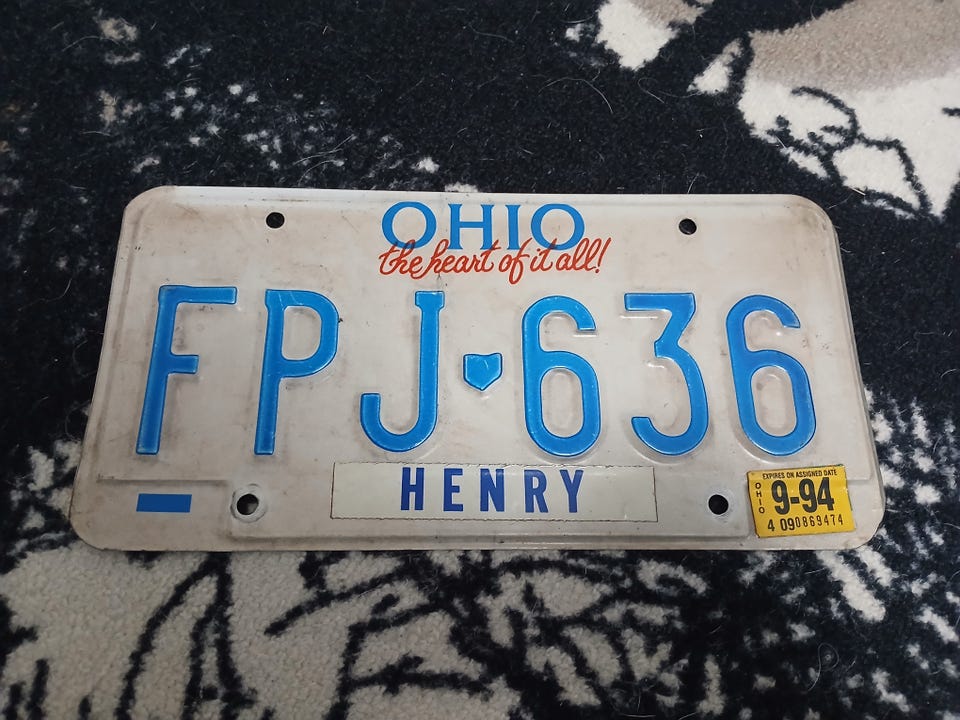 OHIO
the heart of it all!
FPJ 636
HENRY
EXPIRES ON ASSIGNED DATE
OHIO
9-94
4 090869474